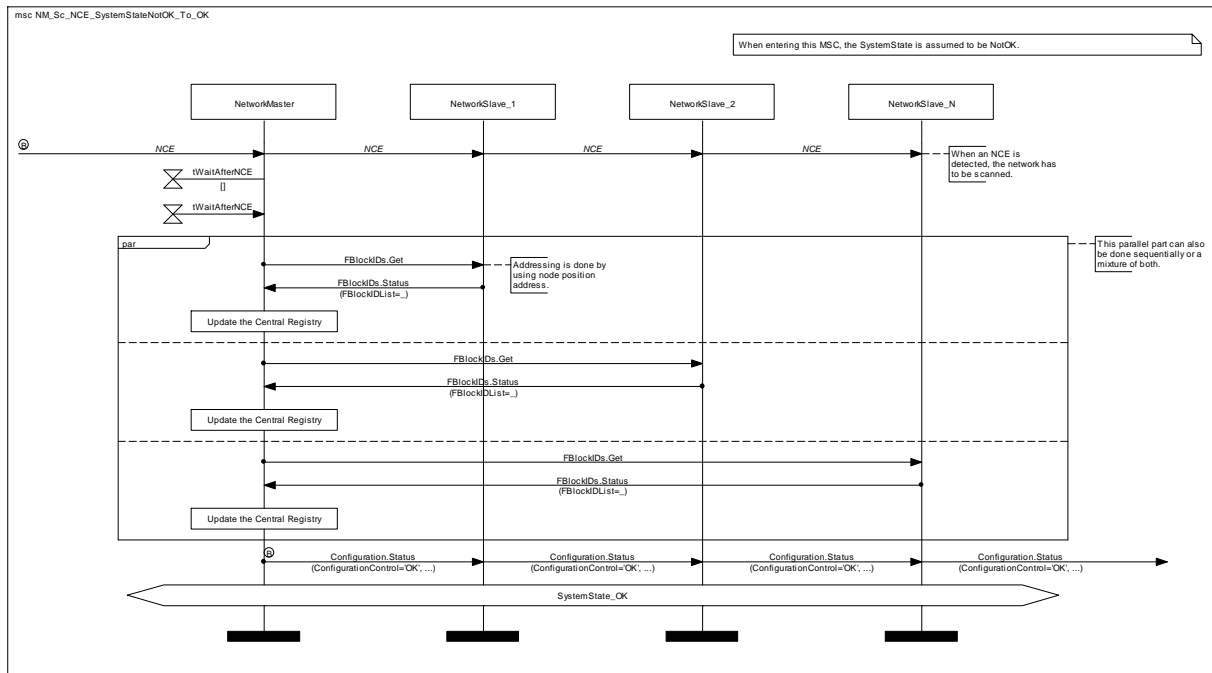 msc NM_Sc_NCE_SystemStateNotOK_To_OK
When entering this MSC, the SystemState is assumed to be NotOK.
NetworkMaster
NetworkSlave_1
NetworkSlave_2
NetworkSlave_N
B
NCE
NCE
NCE
NCE
When an NCE is
detected, the network has
to be scanned.
tWaitAfterNCE
[]
tWaitAfterNCE
par
This parallel part can also
be done sequentially or a
mixture of both.
FBlockIDs.Get
Addressing is done by
using node position
address.
FBlockIDs.Status
(FBlockIDList=_)
Update the Central Registry
FBlockIDs.Get
FBlockIDs.Status
(FBlockIDList=_)
Update the Central Registry
FBlockIDs.Get
FBlockIDs.Status
(FBlockIDList=_)
Update the Central Registry
B
Configuration.Status
(ConfigurationControl='OK', ...)
Configuration.Status
(ConfigurationControl='OK', ...)
Configuration.Status
(ConfigurationControl='OK', ...)
Configuration.Status
(ConfigurationControl='OK', ...)
SystemState_OK